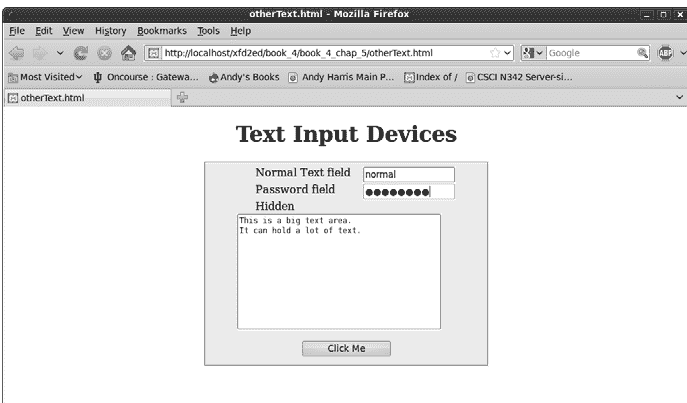 otherText.html - Mozilla Firefox
File Edit View History Bookmarks Tools Help
http://localhost/xfd2ed/book_4/book_4_chap_5/otherText.html Google ABP
Most Visited Oncourse : Gatewa... Andy's Books Andy Harris Main P... Index of / CSCI N342 Server-si...
otherText.html
Text Input Devices
Normal Text field normal
Password field ●●●●●●●●
Hidden
This is a big text area.
It can hold a lot of text.
Click Me